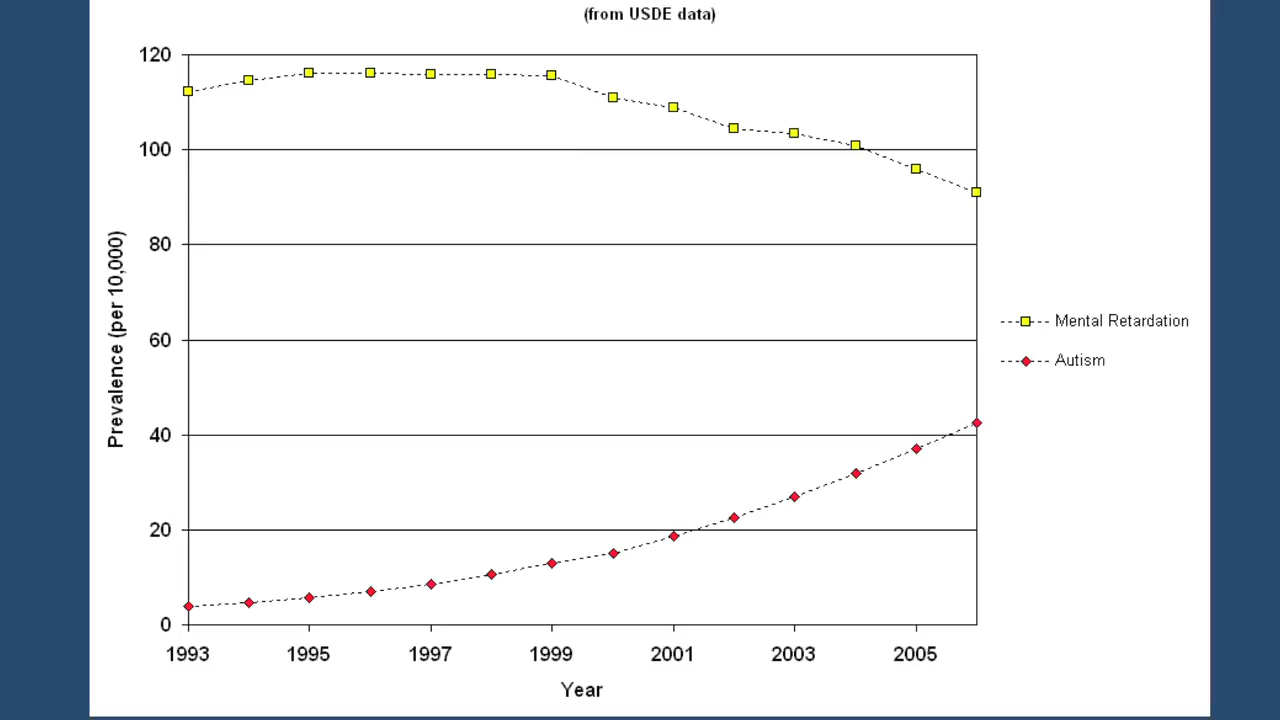 (from USDE data)
120
100
80
60
40
20
0
Prevalence (per 10,000)
1993 1995 1997 1999 2001 2003 2005
Year
Mental Retardation
Autism